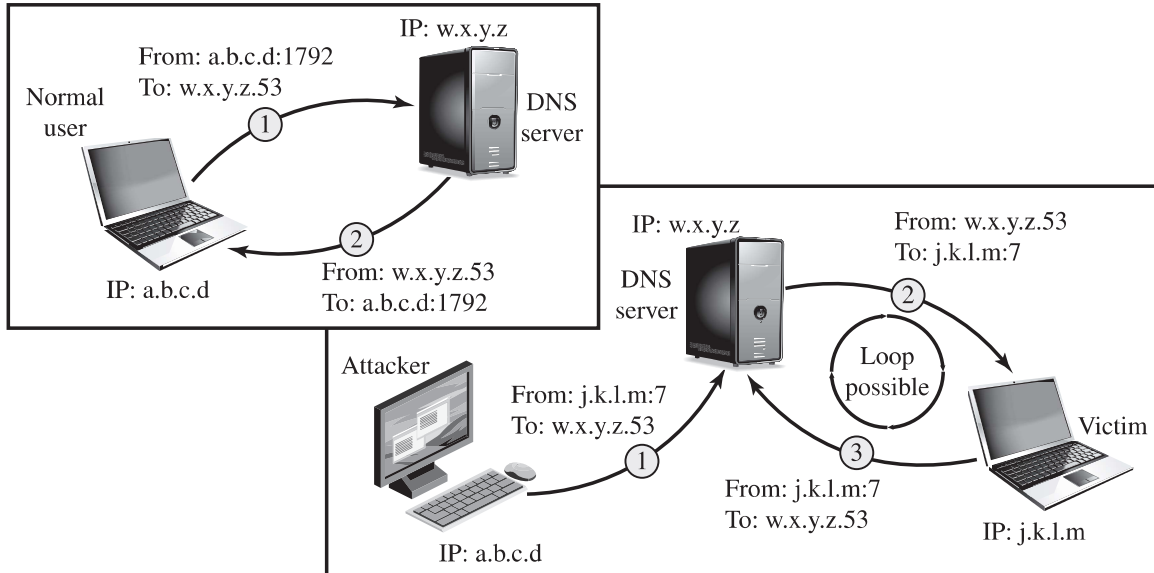 IP: w.x.y.z
From: a.b.c.d:1792
To: w.x.y.z.53
Normal
user
1
DNS
server
2
From: w.x.y.z.53
To: a.b.c.d:1792
IP: a.b.c.d
IP: w.x.y.z
From: w.x.y.z.53
To: j.k.l.m:7
DNS
server
2
Attacker
Loop
possible
From: j.k.l.m:7
To: w.x.y.z.53
1
Victim
3
From: j.k.l.m:7
To: w.x.y.z.53
IP: j.k.l.m
IP: a.b.c.d